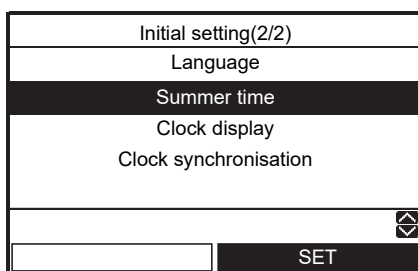 Initial setting(2/2)
Language
Summer time
Clock display
Clock synchronisation
SET